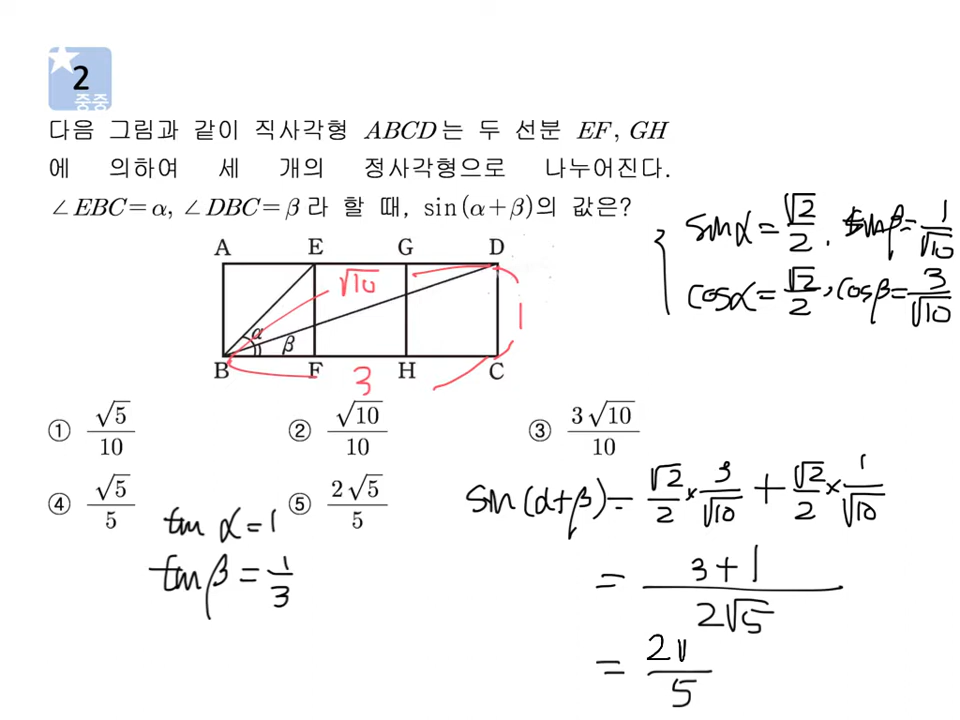 2
중중
다음 그림과 같이 직사각형 ABCD는 두 선분 EF, GH
에 의하여 세 개의 정사각형으로 나누어진다.
∠EBC=α, ∠DBC=β라 할 때, sin(α+β)의 값은?
A E G D
√10
α
β
1
B F H C
3
sinα = √2/2, sinβ = 1/√10
cosα = √2/2, cosβ = 3/√10
① √5/10 ② √10/10 ③ 3√10/10
④ √5/5 ⑤ 2√5/5
tan α = 1
tan β = 1/3
sin(α+β) = √2/2 × 3/√10 + √2/2 × 1/√10
= 3+1/2√5
= 2√/5